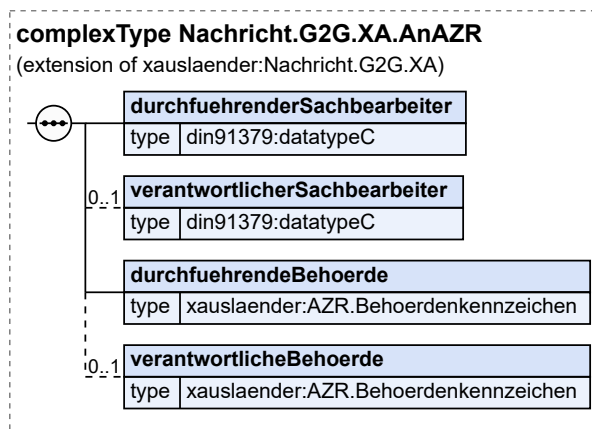 complexType Nachricht.G2G.XA.AnAZR
(extension of xauslaender:Nachricht.G2G.XA)
durchfuehrenderSachbearbeiter
type din91379:datatypeC
0..1 verantwortlicherSachbearbeiter
type din91379:datatypeC
durchfuehrendeBehoerde
type xauslaender:AZR.Behoerdenkennzeichen
0..1 verantwortlicheBehoerde
type xauslaender:AZR.Behoerdenkennzeichen